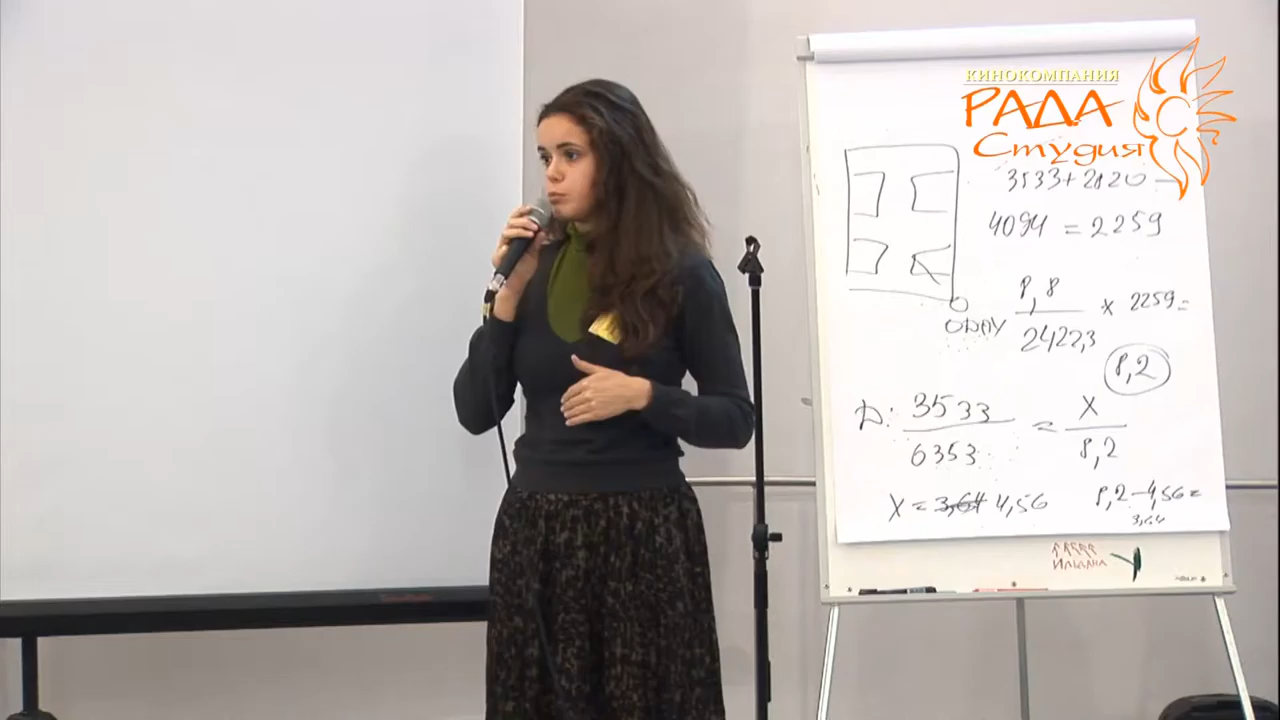 КИНОКОМПАНИЯ
РАДА
Студия
3533+2820
4094 = 2259
8,8 / 2422,3 × 2259 =
8,2
D: 3533 / 6353 = X / 8,2
X = 3,64 4,56
8,2 - 4,56 =
3,64